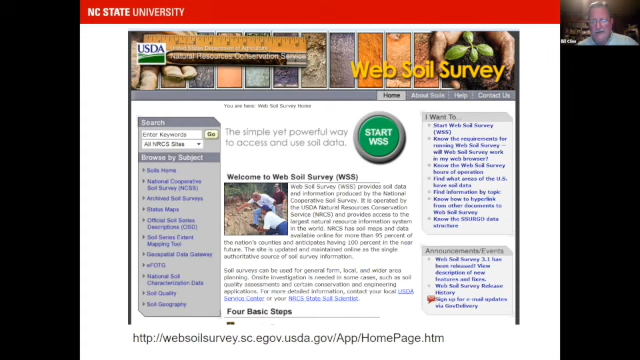 NC STATE UNIVERSITY
USDA
United States Department of Agriculture
Natural Resources Conservation Service
Web Soil Survey
Home
About Soils
Help
Contact Us
You are here: Web Soil Survey Home
Search
Enter Keywords
Go
All NRCS Sites
Browse by Subject
Soils Home
National Cooperative
Soil Survey (NCSS)
Archived Soil Surveys
Status Maps
Official Soil Series
Descriptions (OSD)
Soil Series Extent
Mapping Tool
Geospatial Data Gateway
eFOTG
National Soil
Characterization Data
Soil Quality
Soil Geography
The simple yet powerful way
to access and use soil data.
START
WSS
Welcome to Web Soil Survey (WSS)
Web Soil Survey (WSS) provides soil data
and information produced by the National
Cooperative Soil Survey. It is operated by
the USDA Natural Resources Conservation
Service (NRCS) and provides access to the
largest natural resource information system
in the world. NRCS has soil maps and data
available online for more than 95 percent
of the nation's counties and anticipates having 100 percent in the near
future. The site is updated and maintained online as the single
authoritative source of soil survey information.
Soil surveys can be used for general farm, local, and wider area
planning. Onsite investigation is needed in some cases, such as soil
quality assessments and certain conservation and engineering
applications. For more detailed information, contact your local USDA
Service Center or your NRCS State Soil Scientist.
Four Basic Steps
I Want To...
Start Web Soil Survey
(WSS)
Know the requirements for
running Web Soil Survey —
will Web Soil Survey work
in my web browser?
Know the Web Soil Survey
hours of operation
Find what areas of the U.S.
have soil data
Find information by topic
Know how to hyperlink
from other documents to
Web Soil Survey
Know the SSURGO data
structure
Announcements/Events
Web Soil Survey 3.1 has
been released! View
description of new
features and fixes.
Web Soil Survey Release
History
Sign up for e-mail updates
via GovDelivery
http://websoilsurvey.sc.egov.usda.gov/App/HomePage.htm
Bill Cline